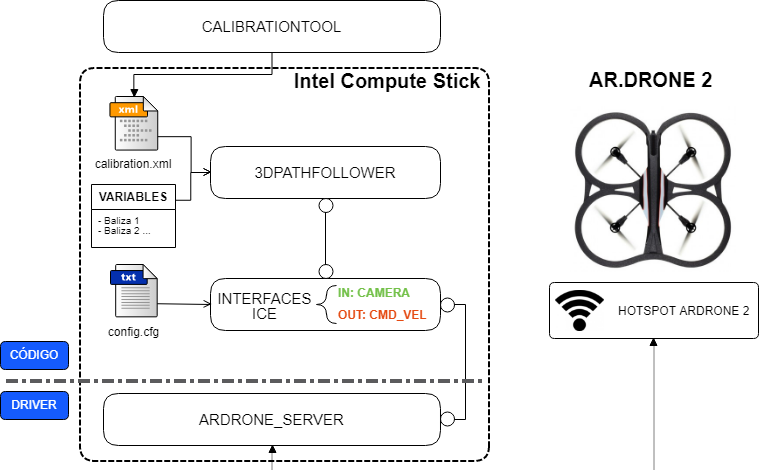 CALIBRATIONTOOL
Intel Compute Stick
AR.DRONE 2
xml
calibration.xml
3DPATHFOLLOWER
VARIABLES
- Baliza 1
- Baliza 2 ...
txt
config.cfg
INTERFACES
ICE
IN: CAMERA
OUT: CMD_VEL
HOTSPOT ARDRONE 2
CÓDIGO
DRIVER
ARDRONE_SERVER